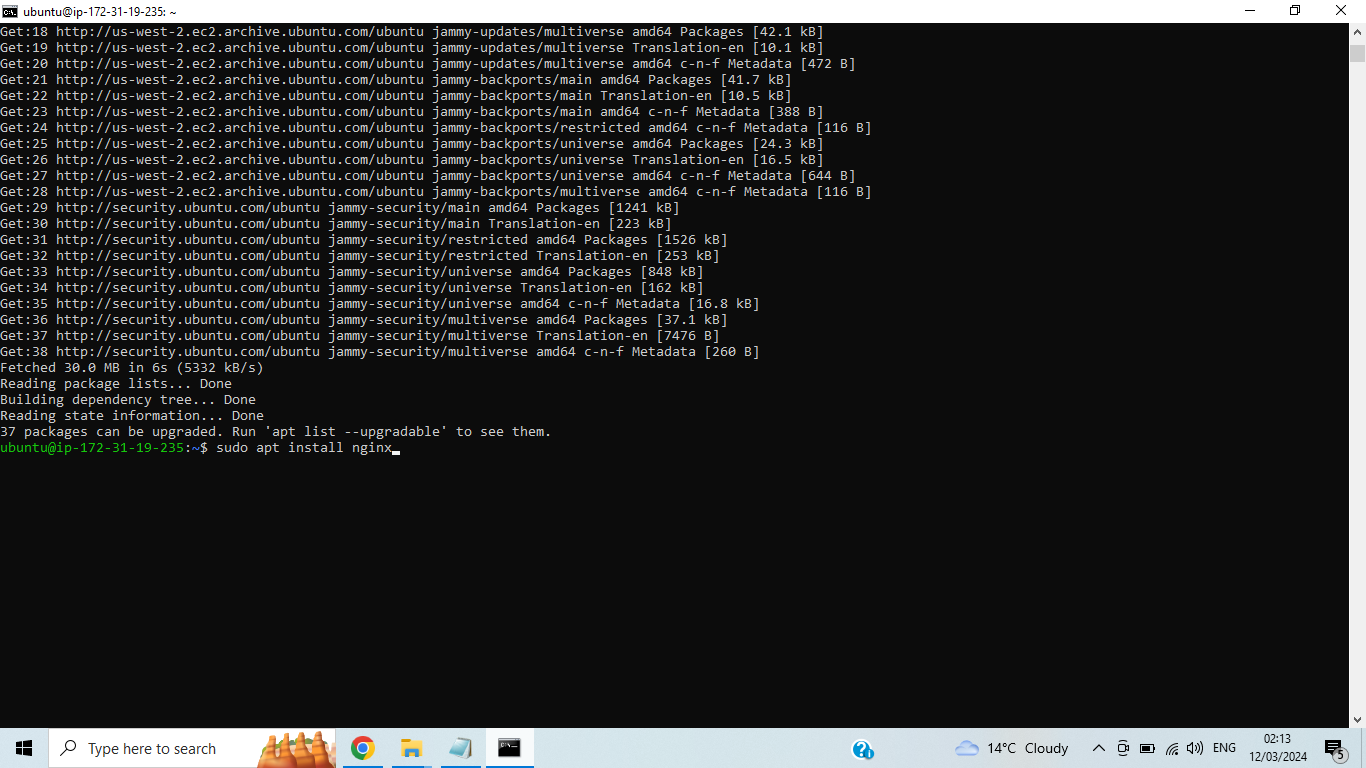 ubuntu@ip-172-31-19-235: ~
Get:18 http://us-west-2.ec2.archive.ubuntu.com/ubuntu jammy-updates/multiverse amd64 Packages [42.1 kB]
Get:19 http://us-west-2.ec2.archive.ubuntu.com/ubuntu jammy-updates/multiverse Translation-en [10.1 kB]
Get:20 http://us-west-2.ec2.archive.ubuntu.com/ubuntu jammy-updates/multiverse amd64 c-n-f Metadata [472 B]
Get:21 http://us-west-2.ec2.archive.ubuntu.com/ubuntu jammy-backports/main amd64 Packages [41.7 kB]
Get:22 http://us-west-2.ec2.archive.ubuntu.com/ubuntu jammy-backports/main Translation-en [10.5 kB]
Get:23 http://us-west-2.ec2.archive.ubuntu.com/ubuntu jammy-backports/main amd64 c-n-f Metadata [388 B]
Get:24 http://us-west-2.ec2.archive.ubuntu.com/ubuntu jammy-backports/restricted amd64 c-n-f Metadata [116 B]
Get:25 http://us-west-2.ec2.archive.ubuntu.com/ubuntu jammy-backports/universe amd64 Packages [24.3 kB]
Get:26 http://us-west-2.ec2.archive.ubuntu.com/ubuntu jammy-backports/universe Translation-en [16.5 kB]
Get:27 http://us-west-2.ec2.archive.ubuntu.com/ubuntu jammy-backports/universe amd64 c-n-f Metadata [644 B]
Get:28 http://us-west-2.ec2.archive.ubuntu.com/ubuntu jammy-backports/multiverse amd64 c-n-f Metadata [116 B]
Get:29 http://security.ubuntu.com/ubuntu jammy-security/main amd64 Packages [1241 kB]
Get:30 http://security.ubuntu.com/ubuntu jammy-security/main Translation-en [223 kB]
Get:31 http://security.ubuntu.com/ubuntu jammy-security/restricted amd64 Packages [1526 kB]
Get:32 http://security.ubuntu.com/ubuntu jammy-security/restricted Translation-en [253 kB]
Get:33 http://security.ubuntu.com/ubuntu jammy-security/universe amd64 Packages [848 kB]
Get:34 http://security.ubuntu.com/ubuntu jammy-security/universe Translation-en [162 kB]
Get:35 http://security.ubuntu.com/ubuntu jammy-security/universe amd64 c-n-f Metadata [16.8 kB]
Get:36 http://security.ubuntu.com/ubuntu jammy-security/multiverse amd64 Packages [37.1 kB]
Get:37 http://security.ubuntu.com/ubuntu jammy-security/multiverse Translation-en [7476 B]
Get:38 http://security.ubuntu.com/ubuntu jammy-security/multiverse amd64 c-n-f Metadata [260 B]
Fetched 30.0 MB in 6s (5332 kB/s)
Reading package lists... Done
Building dependency tree... Done
Reading state information... Done
37 packages can be upgraded. Run 'apt list --upgradable' to see them.
ubuntu@ip-172-31-19-235:~$ sudo apt install nginx
Type here to search
14°C Cloudy
ENG
02:13
12/03/2024
5